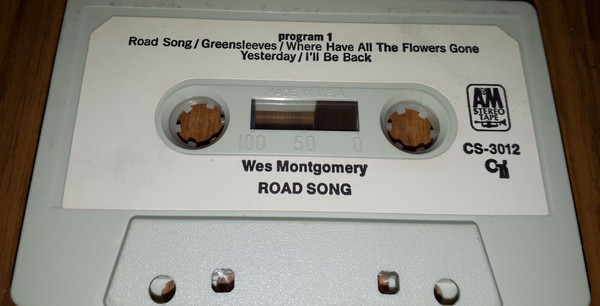 program 1
Road Song/Greensleeves/Where Have All The Flowers Gone
Yesterday/I'll Be Back
MADE IN U.S.A.
100 50 0
A&M
STEREO
TAPE
CS-3012
Wes Montgomery
ROAD SONG